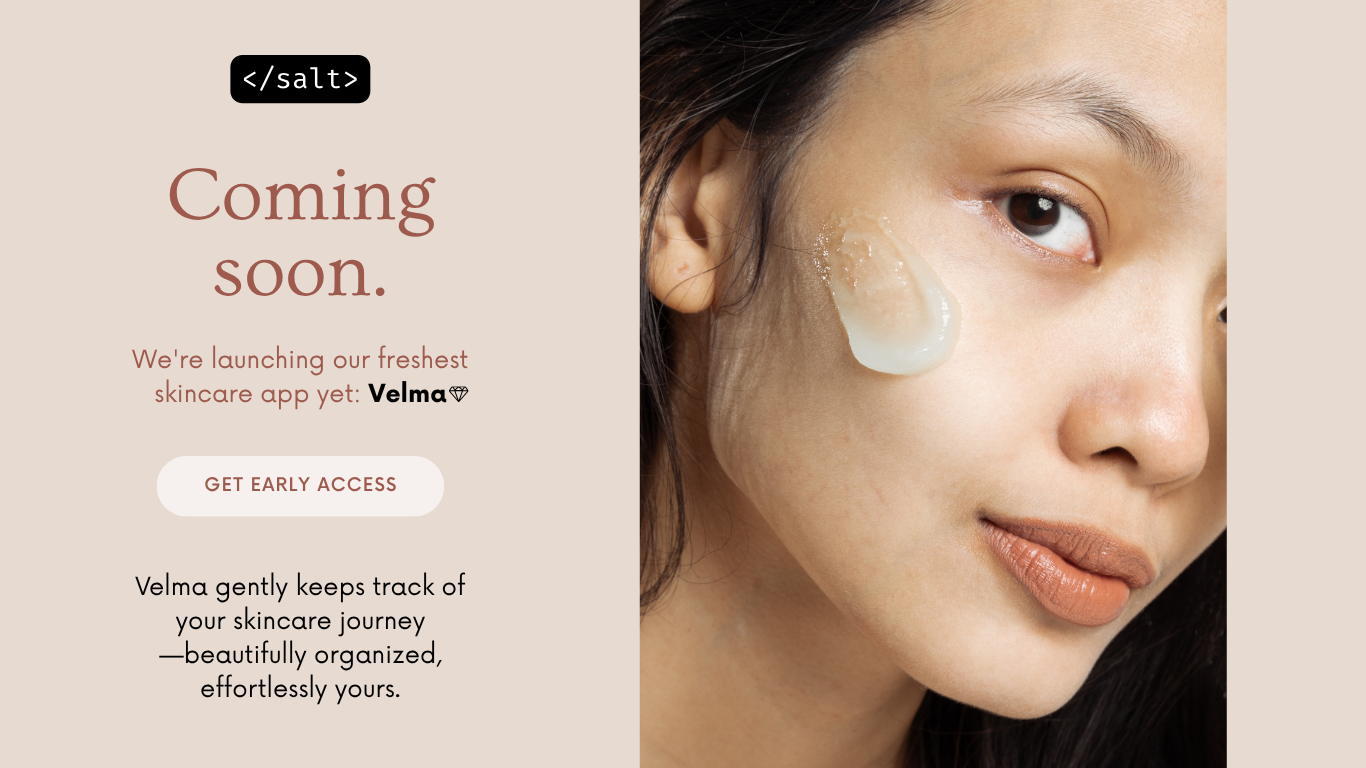 </salt>
Coming
soon.
We're launching our freshest
skincare app yet: Velma
GET EARLY ACCESS
Velma gently keeps track of
your skincare journey
—beautifully organized,
effortlessly yours.